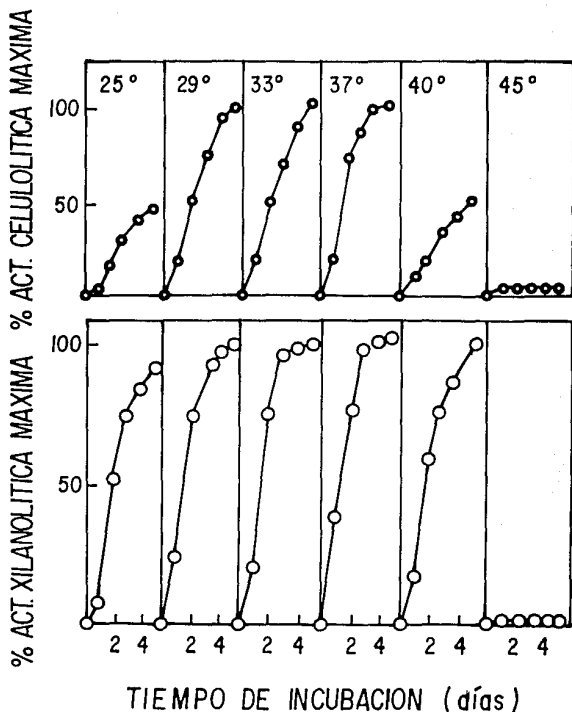 % ACT. CELULOLITICA MAXIMA
25° 29° 33° 37° 40° 45°
100
50
% ACT. XILANOLITICA MAXIMA
100
50
2 4 2 4 2 4 2 4 2 4 2 4
TIEMPO DE INCUBACION (días)